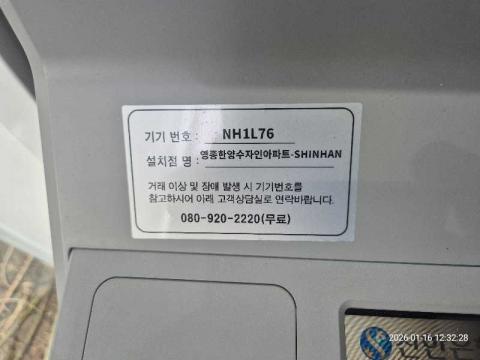 기기 번호 : NH1L76
설치점 명 : 영종한양수자인아파트-SHINHAN
거래 이상 및 장애 발생 시 기기번호를
참고하시어 아래 고객상담실로 연락바랍니다.
080-920-2220(무료)
2026-01-16 12:32:28